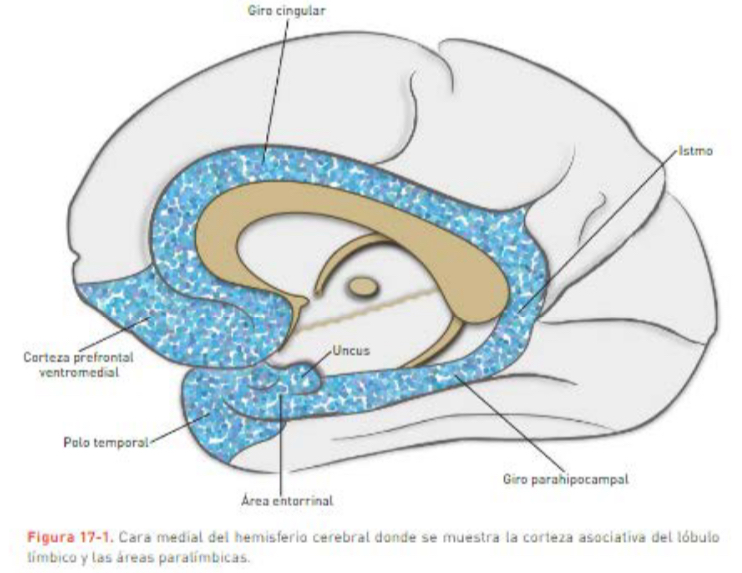 Giro cingular
Istmo
Uncus
Corteza prefrontal
ventromedial
Polo temporal
Giro parahipocampal
Área entorrinal
Figura 17-1. Cara medial del hemisferio cerebral donde se muestra la corteza asociativa del lóbulo
límbico y las áreas paralímbicas.